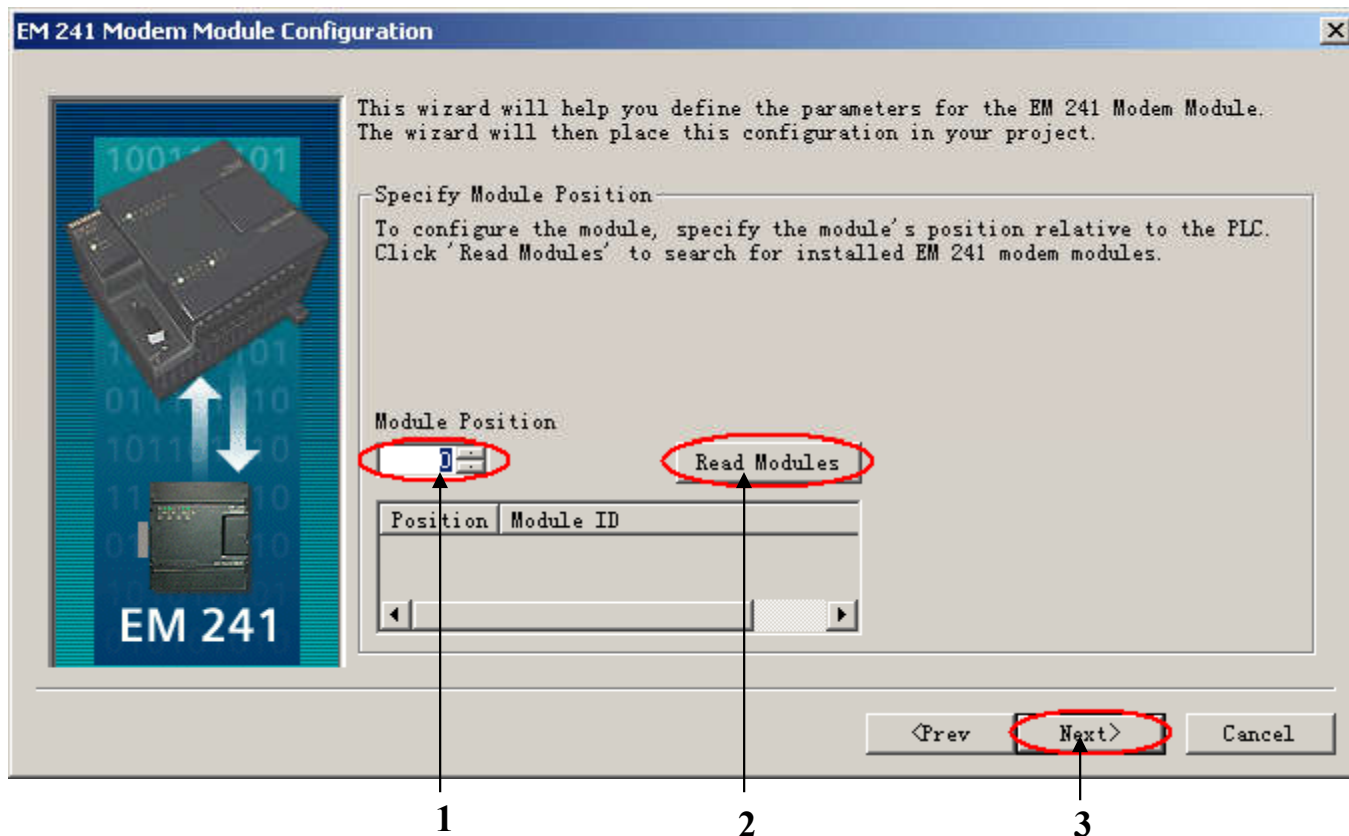 EM 241 Modem Module Configuration
This wizard will help you define the parameters for the EM 241 Modem Module.
The wizard will then place this configuration in your project.
Specify Module Position
To configure the module, specify the module's position relative to the PLC.
Click 'Read Modules' to search for installed EM 241 modem modules.
Module Position
0
Read Modules
Position Module ID
EM 241
<Prev Next> Cancel
1 2 3